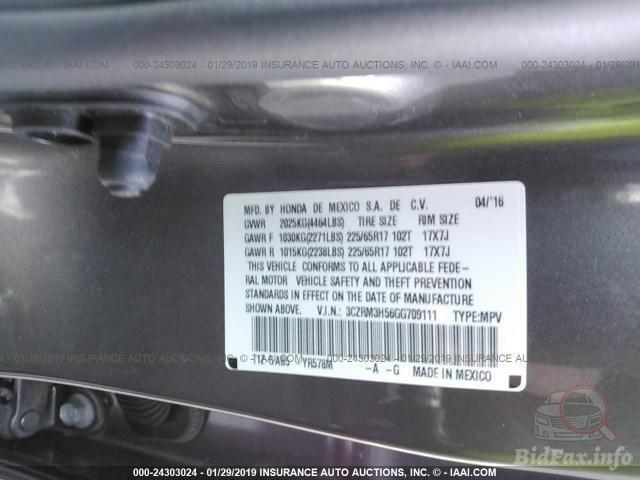 000-24303024 - 01/29/2019 INSURANCE AUTO AUCTIONS, INC. - © IAAI.COM
MFD. BY HONDA DE MEXICO S.A. DE C.V. 04/'16
GVWR 2025KG(4464LBS) TIRE SIZE RIM SIZE
GAWR F 1030KG(2271LBS) 225/65R17 102T 17X7J
GAWR R 1015KG(2238LBS) 225/65R17 102T 17X7J
THIS VEHICLE CONFORMS TO ALL APPLICABLE FEDE-
RAL MOTOR VEHICLE SAFETY AND THEFT PREVENTION
STANDARDS IN EFFECT ON THE DATE OF MANUFACTURE
SHOWN ABOVE. V.I.N.: 3CZRM3H56GG709111 TYPE:MPV
YR578M -A -G MADE IN MEXICO
BidFax.info
000-24303024 - 01/29/2019 INSURANCE AUTO AUCTIONS, INC. - © IAAI.COM